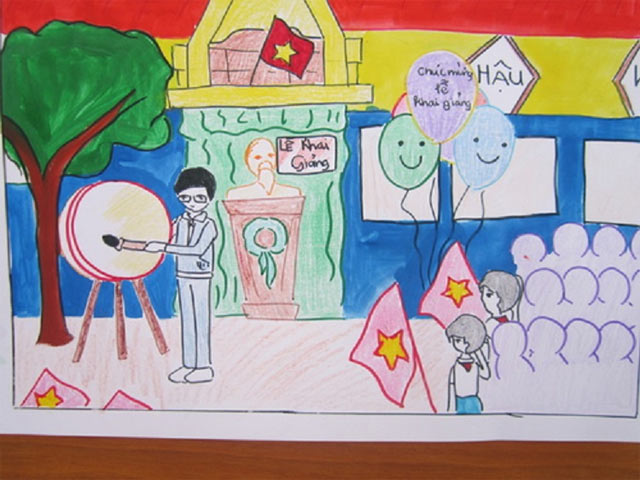 Lễ Khai
Giảng
chúc mừng
lễ
khai giảng
HẬU